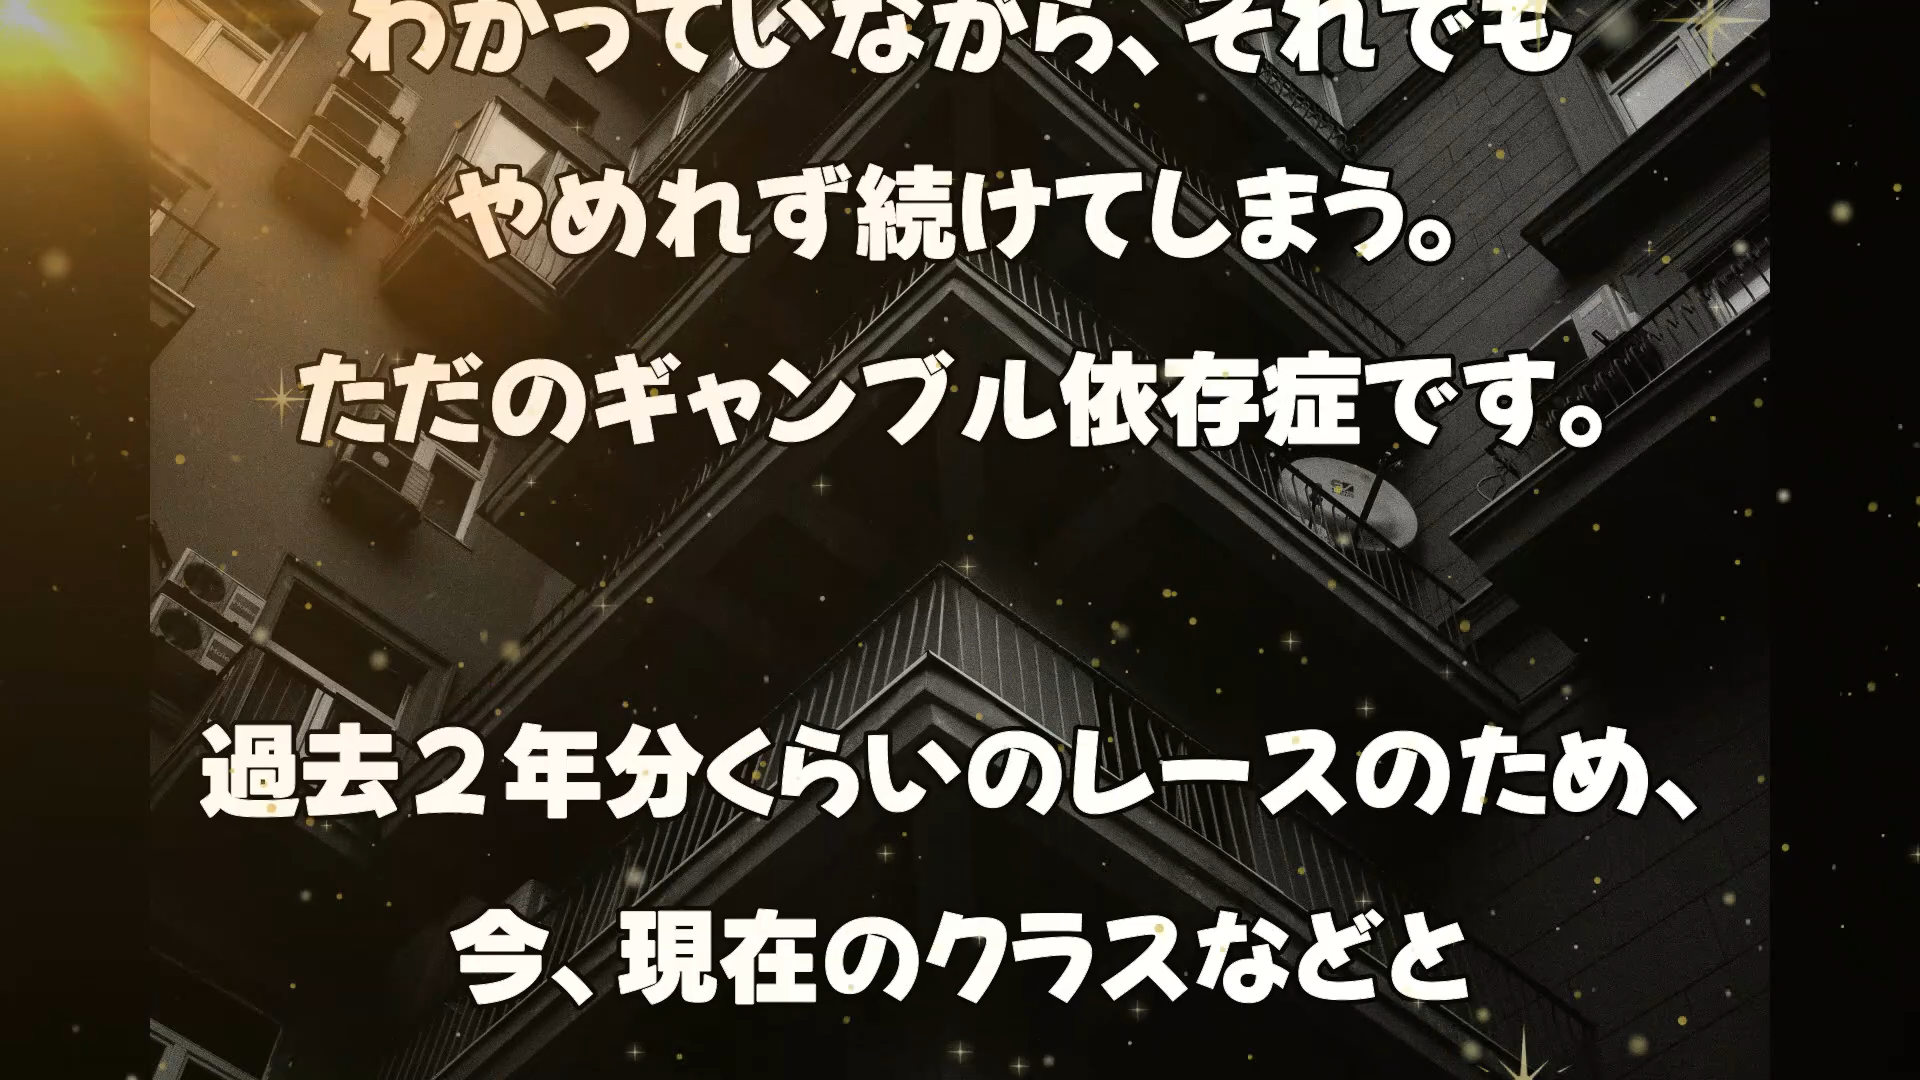 わかっていながら、それでも
やめれず続けてしまう。
ただのギャンブル依存症です。
過去２年分くらいのレースのため、
今、現在のクラスなどと